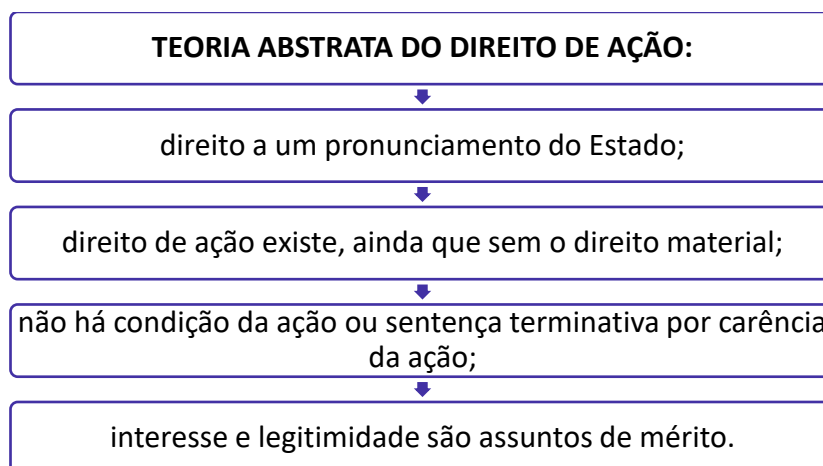 TEORIA ABSTRATA DO DIREITO DE AÇÃO:
direito a um pronunciamento do Estado;
direito de ação existe, ainda que sem o direito material;
não há condição da ação ou sentença terminativa por carência
da ação;
interesse e legitimidade são assuntos de mérito.